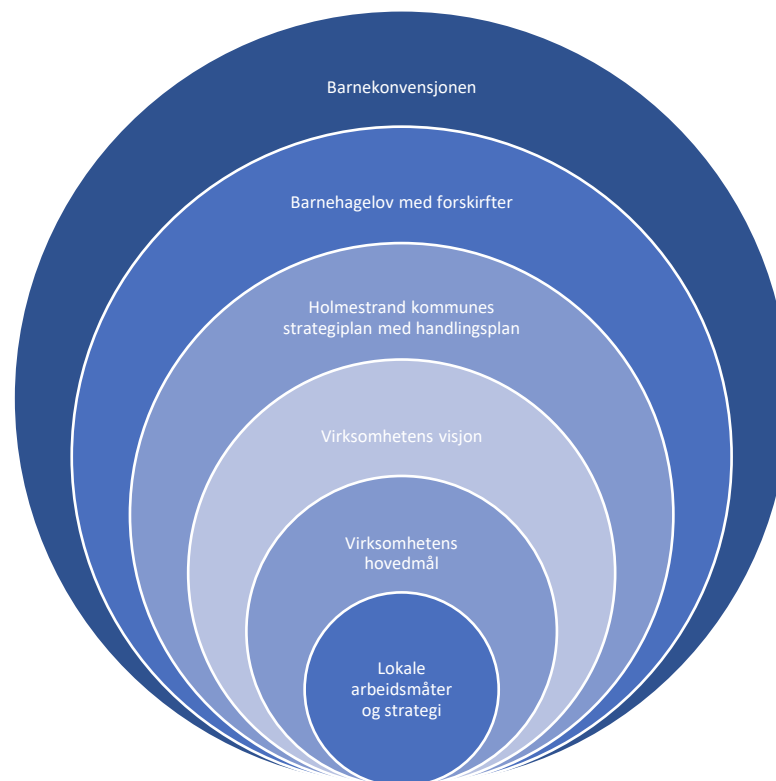 Barnekonvensjonen
Barnehagelov med forskirfter
Holmestrand kommunes
strategiplan med handlingsplan
Virksomhetens visjon
Virksomhetens
hovedmål
Lokale
arbeidsmåter
og strategi